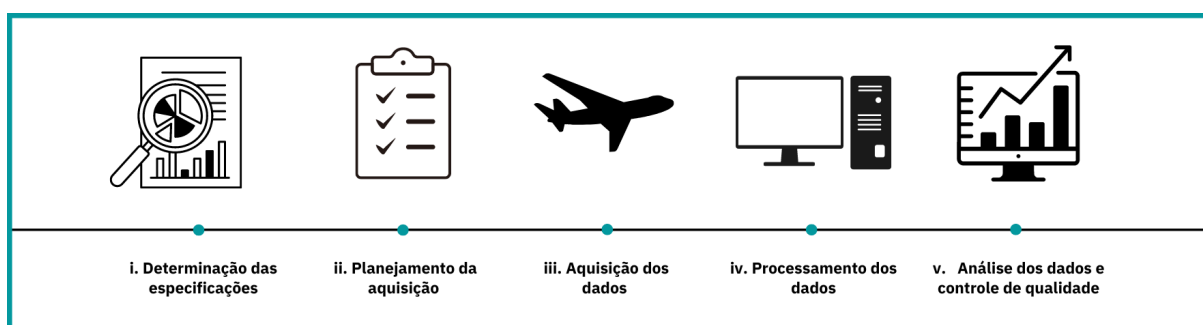 i. Determinação das
especificações
ii. Planejamento da
aquisição
iii. Aquisição dos
dados
iv. Processamento dos
dados
v. Análise dos dados e
controle de qualidade